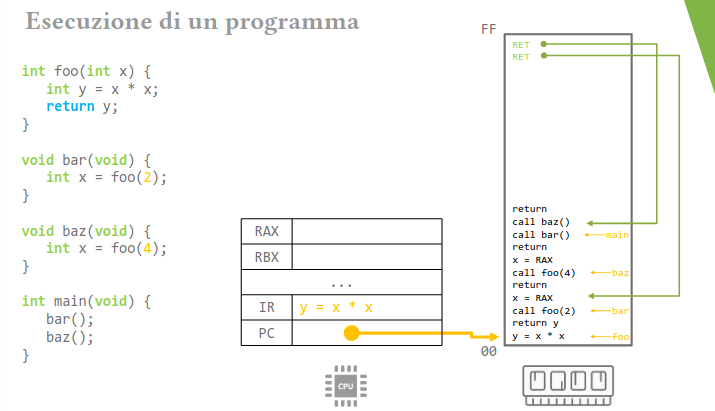 Esecuzione di un programma
int foo(int x) {
int y = x * x;
return y;
}
void bar(void) {
int x = foo(2);
}
void baz(void) {
int x = foo(4);
}
int main(void) {
bar();
baz();
}
RAX
RBX
...
IR y = x * x
PC
CPU
FF
RET
RET
return
call baz()
call bar() main
return
x = RAX
call foo(4) baz
return
x = RAX
call foo(2) bar
return y
y = x * x foo
00